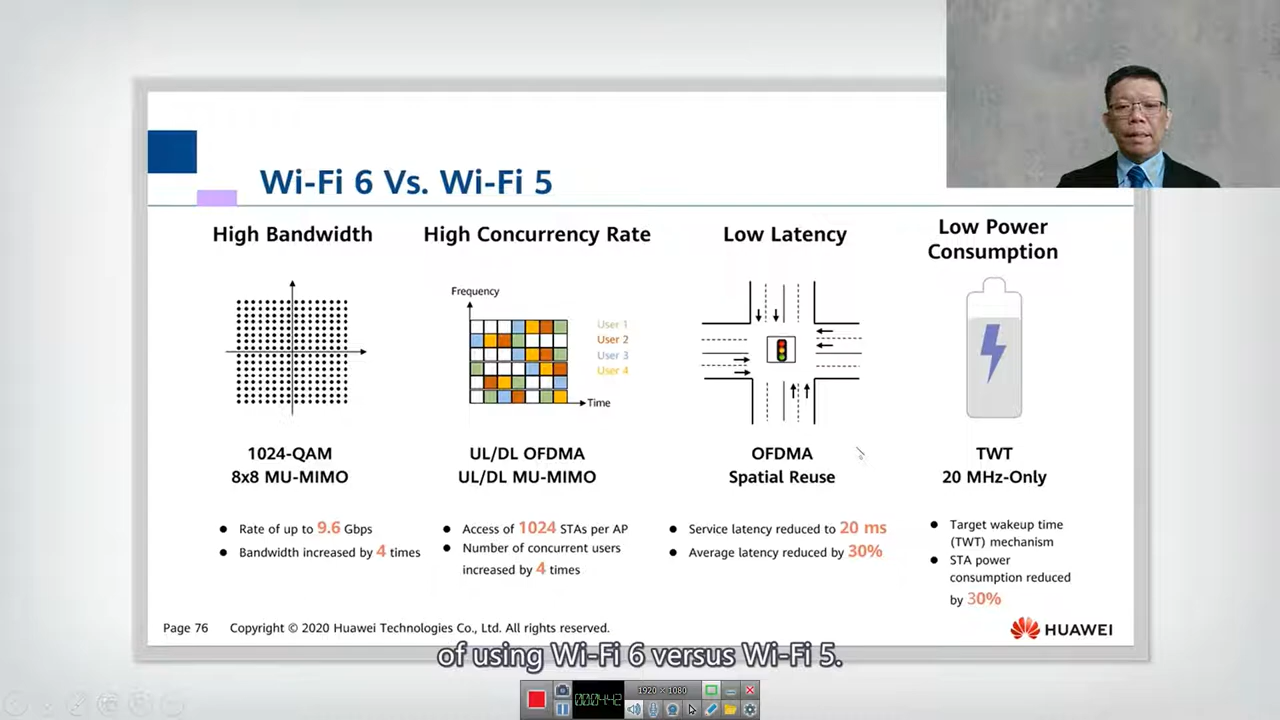 Wi-Fi 6 Vs. Wi-Fi 5
High Bandwidth
1024-QAM
8x8 MU-MIMO
● Rate of up to 9.6 Gbps
● Bandwidth increased by 4 times
High Concurrency Rate
Frequency
User 1
User 2
User 3
User 4
Time
UL/DL OFDMA
UL/DL MU-MIMO
● Access of 1024 STAs per AP
● Number of concurrent users
increased by 4 times
Low Latency
OFDMA
Spatial Reuse
● Service latency reduced to 20 ms
● Average latency reduced by 30%
Low Power
Consumption
TWT
20 MHz-Only
● Target wakeup time
(TWT) mechanism
● STA power
consumption reduced
by 30%
Page 76 Copyright © 2020 Huawei Technologies Co., Ltd. All rights reserved.
HUAWEI
of using Wi-Fi 6 versus Wi-Fi 5.
1920 × 1080